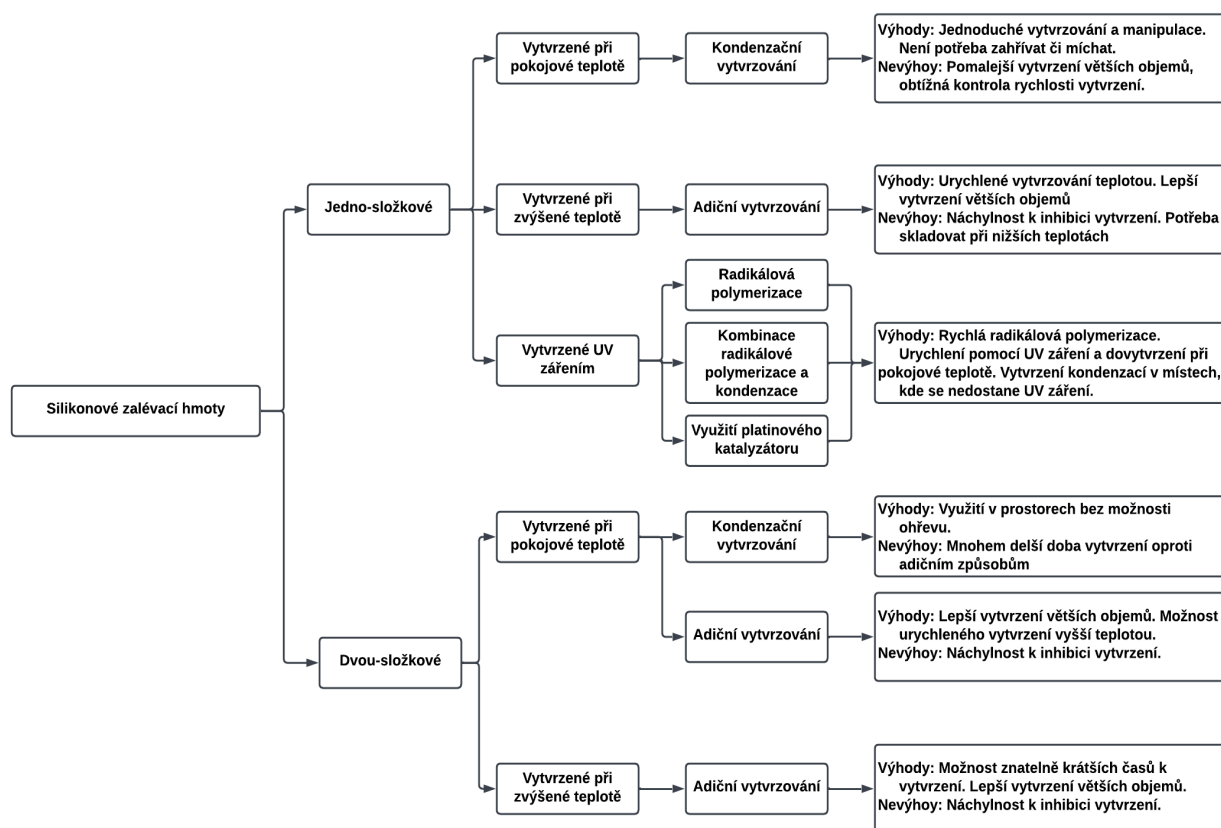 Silikonové zalévací hmoty
Jedno-složkové
Vytvrzené při
pokojové teplotě
Kondenzační
vytvrzování
Výhody: Jednoduché vytvrzování a manipulace.
Není potřeba zahřívat či míchat.
Nevýhoy: Pomalejší vytvrzení větších objemů,
obtížná kontrola rychlosti vytvrzení.
Vytvrzené při
zvýšené teplotě
Adiční vytvrzování
Výhody: Urychlené vytvrzování teplotou. Lepší
vytvrzení větších objemů
Nevýhoy: Náchylnost k inhibici vytvrzení. Potřeba
skladovat při nižších teplotách
Vytvrzené UV
zářením
Radikálová
polymerizace
Kombinace
radikálové
polymerizace a
kondenzace
Využití platinového
katalyzátoru
Výhody: Rychlá radikálová polymerizace.
Urychlení pomocí UV záření a dovytvrzení při
pokojové teplotě. Vytvrzení kondenzací v místech,
kde se nedostane UV záření.
Dvou-složkové
Vytvrzené při
pokojové teplotě
Kondenzační
vytvrzování
Výhody: Využití v prostorech bez možnosti
ohřevu.
Nevýhoy: Mnohem delší doba vytvrzení oproti
adičním způsobům
Adiční vytvrzování
Výhody: Lepší vytvrzení větších objemů. Možnost
urychleného vytvrzení vyšší teplotou.
Nevýhoy: Náchylnost k inhibici vytvrzení.
Vytvrzené při
zvýšené teplotě
Adiční vytvrzování
Výhody: Možnost znatelně krátších časů k
vytvrzení. Lepší vytvrzení větších objemů.
Nevýhoy: Náchylnost k inhibici vytvrzení.